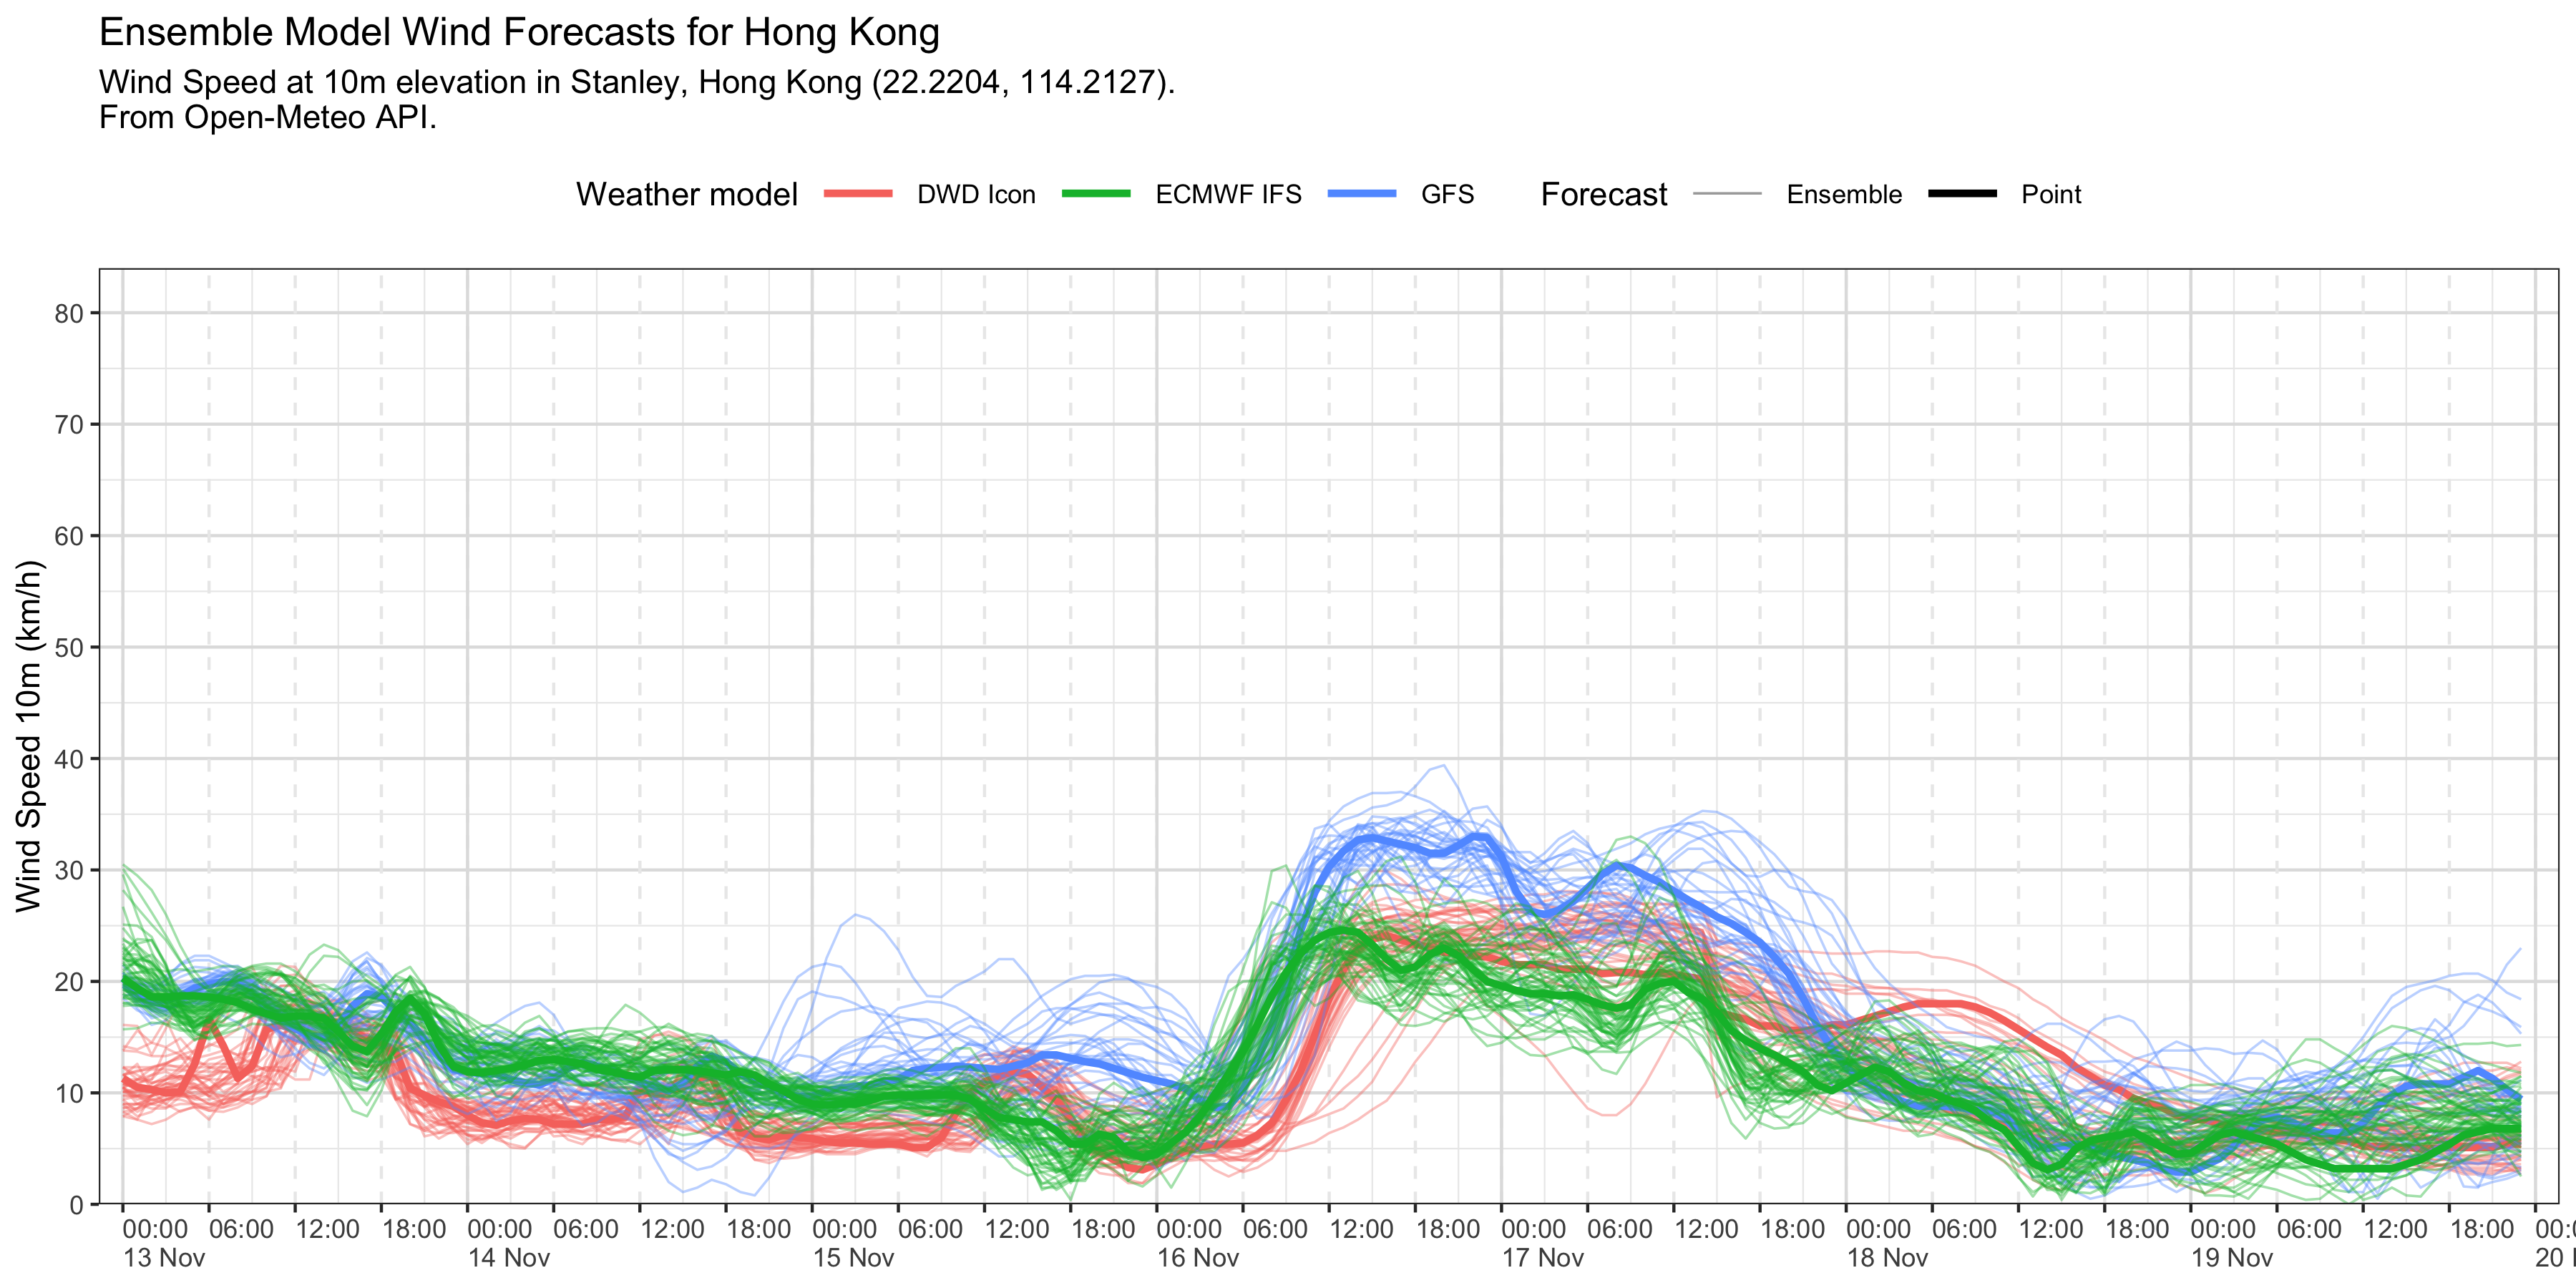 Ensemble Model Wind Forecasts for Hong Kong
Wind Speed at 10m elevation in Stanley, Hong Kong (22.2204, 114.2127).
From Open-Meteo API.
Weather model DWD Icon ECMWF IFS GFS Forecast Ensemble Point
Wind Speed 10m (km/h)
80
70
60
50
40
30
20
10
0
00:00 06:00 12:00 18:00 00:00 06:00 12:00 18:00 00:00 06:00 12:00 18:00 00:00 06:00 12:00 18:00 00:00 06:00 12:00 18:00 00:00 06:00 12:00 18:00 00:00 06:00 12:00 18:00 00:0
13 Nov 14 Nov 15 Nov 16 Nov 17 Nov 18 Nov 19 Nov 20